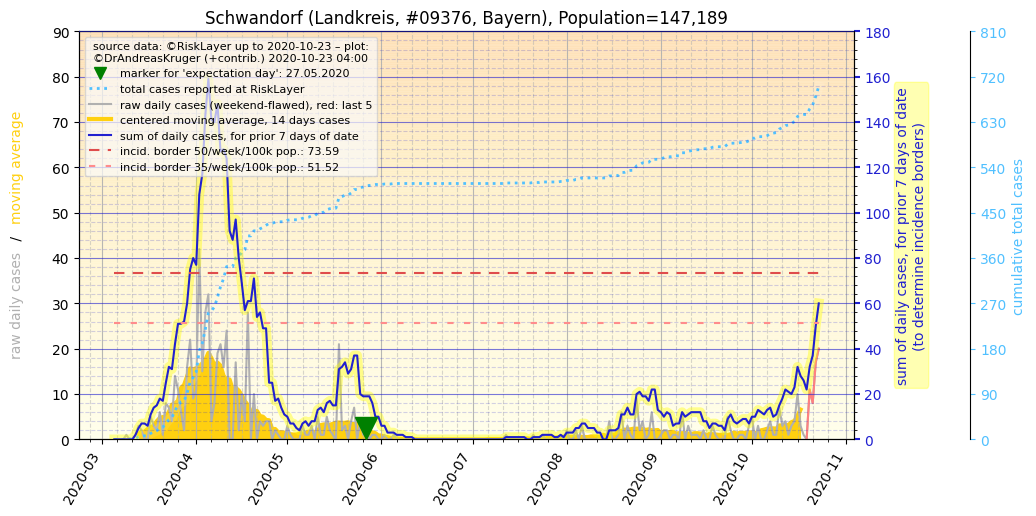 Schwandorf (Landkreis, #09376, Bayern), Population=147,189
source data: ©RiskLayer up to 2020-10-23 – plot:
©DrAndreasKruger (+contrib.) 2020-10-23 04:00
marker for 'expectation day': 27.05.2020
total cases reported at RiskLayer
raw daily cases (weekend-flawed), red: last 5
centered moving average, 14 days cases
sum of daily cases, for prior 7 days of date
incid. border 50/week/100k pop.: 73.59
incid. border 35/week/100k pop.: 51.52
raw daily cases / moving average
90
80
70
60
50
40
30
20
10
0
180
160
140
120
100
80
60
40
20
0
sum of daily cases, for prior 7 days of date
(to determine incidence borders)
810
720
630
540
450
360
270
180
90
0
cumulative total cases
2020-03
2020-04
2020-05
2020-06
2020-07
2020-08
2020-09
2020-10
2020-11